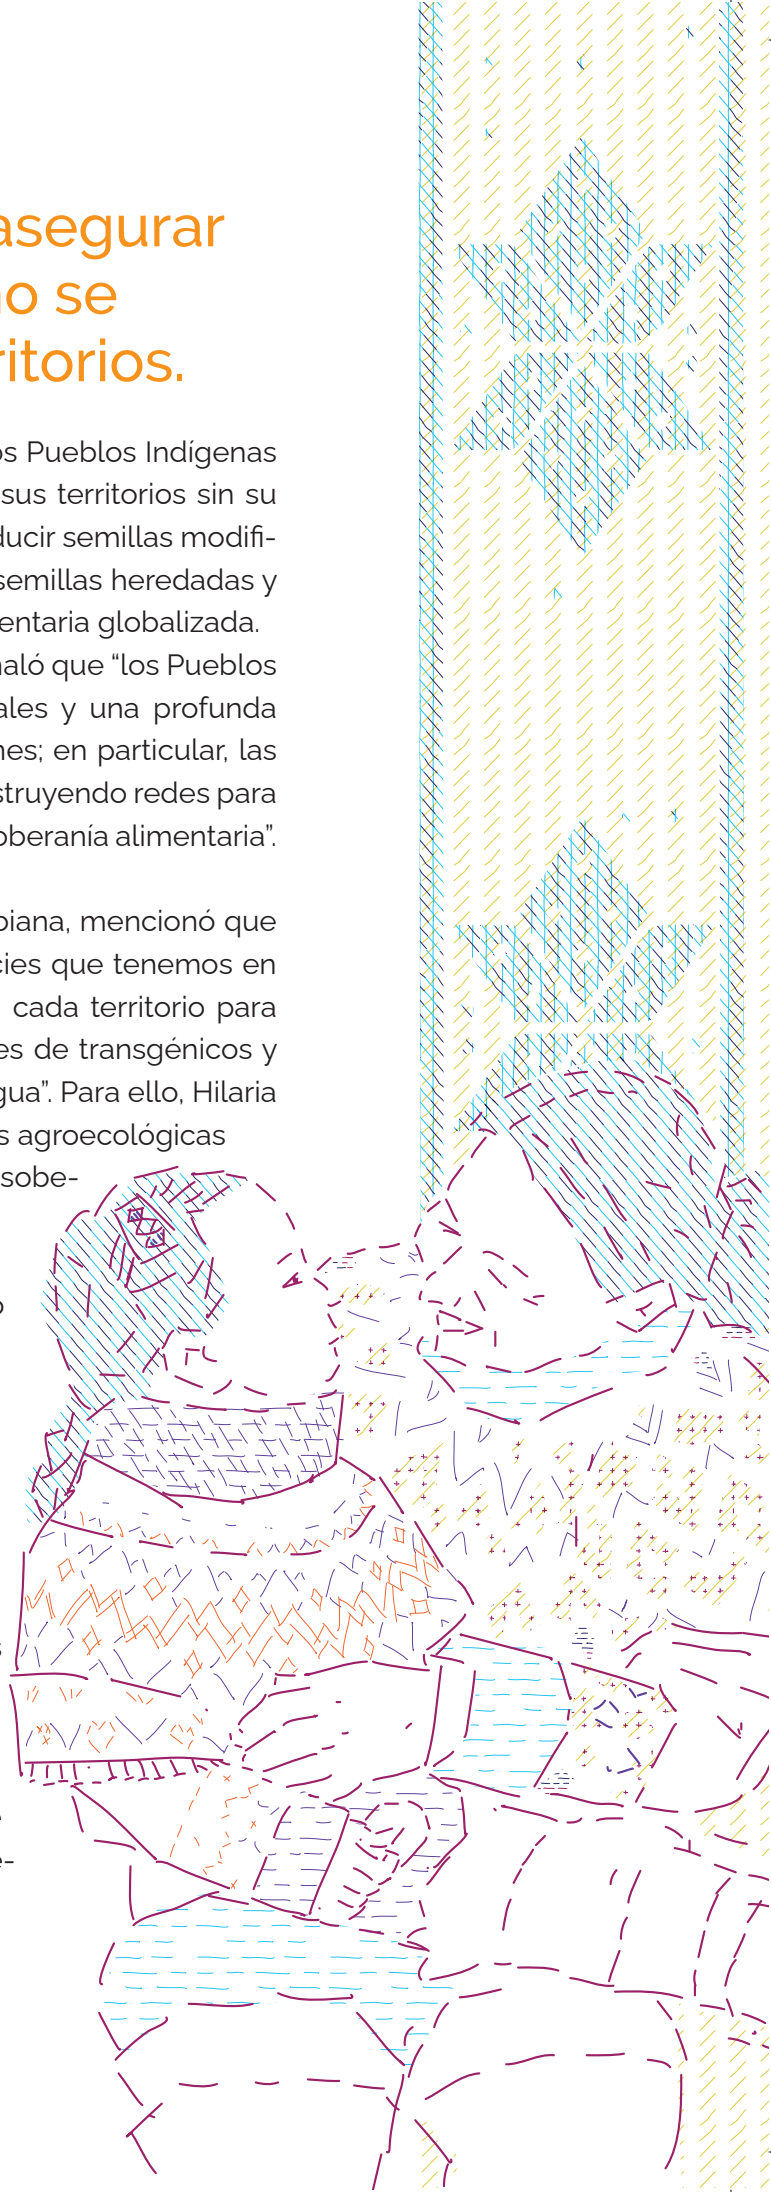 asegurar
no se
ritorios.
os Pueblos Indígenas
sus territorios sin su
ducir semillas modifi-
semillas heredadas y
entaria globalizada.
naló que “los Pueblos
ales y una profunda
nes; en particular, las
struyendo redes para
oberanía alimentaria”.
biana, mencionó que
cies que tenemos en
cada territorio para
es de transgénicos y
gua”. Para ello, Hilaria
s agroecológicas
sobe-
o
s
e-